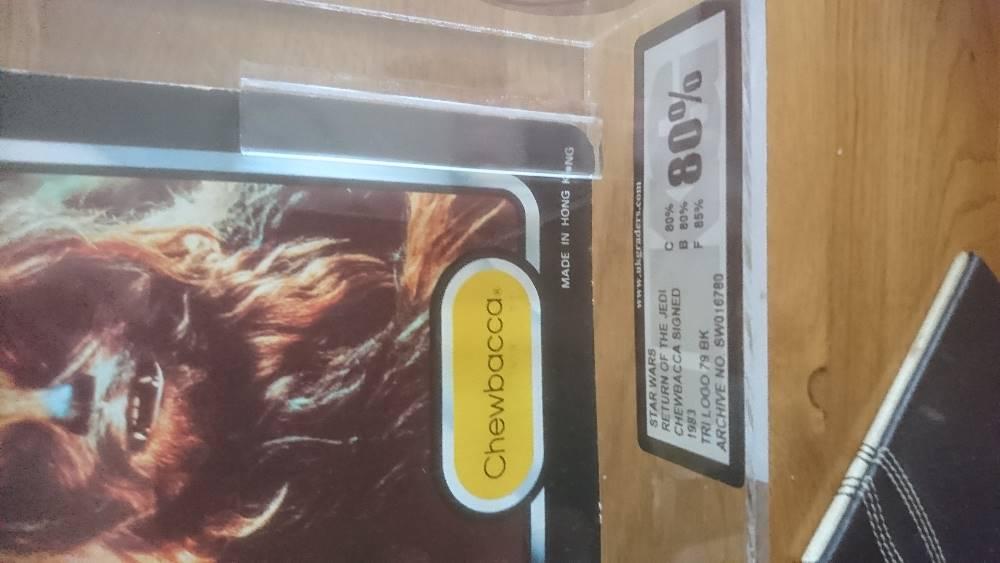 Chewbacca®
MADE IN HONG KONG
www.ukgraders.com
STAR WARS
RETURN OF THE JEDI
CHEWBACCA SIGNED
1983
TRI LOGO 79 BK
ARCHIVE NO. SW016780
C 80%
B 80%
F 85%
80%